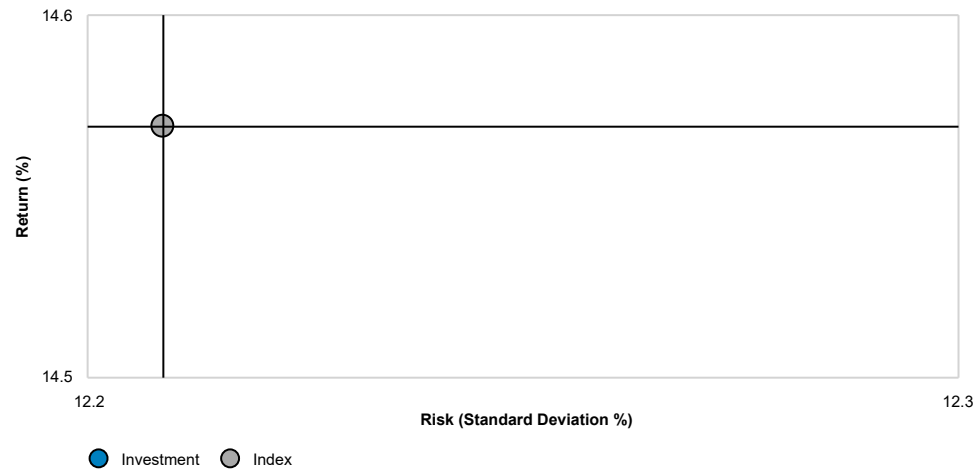 14.6
Return (%)
14.5
12.2
12.3
Risk (Standard Deviation %)
Investment Index